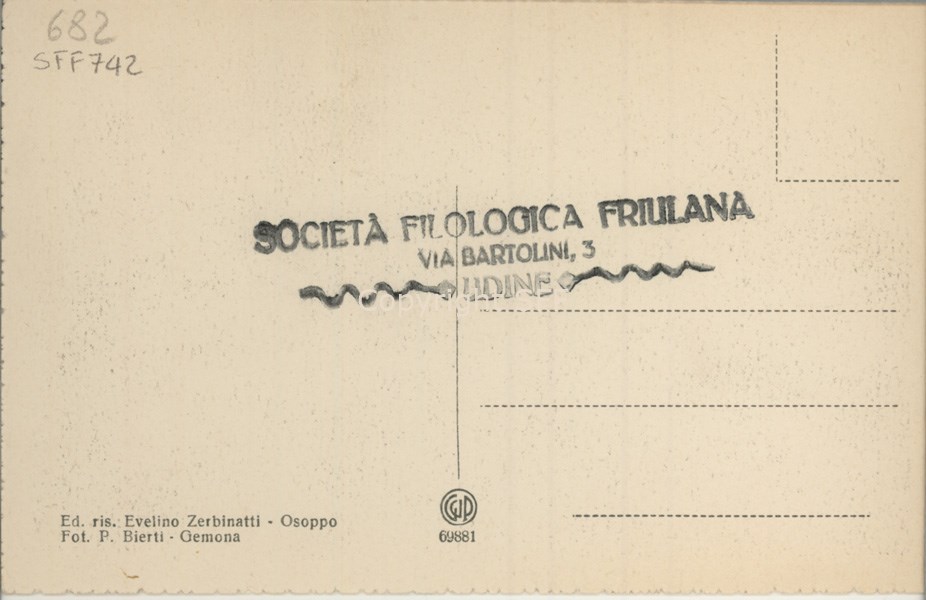 682
SFF742
SOCIETÀ FILOLOGICA FRIULANA
VIA BARTOLINI, 3
UDINE
Ed. ris. Evelino Zerbinatti - Osoppo
Fot. P. Bierti - Gemona
69881